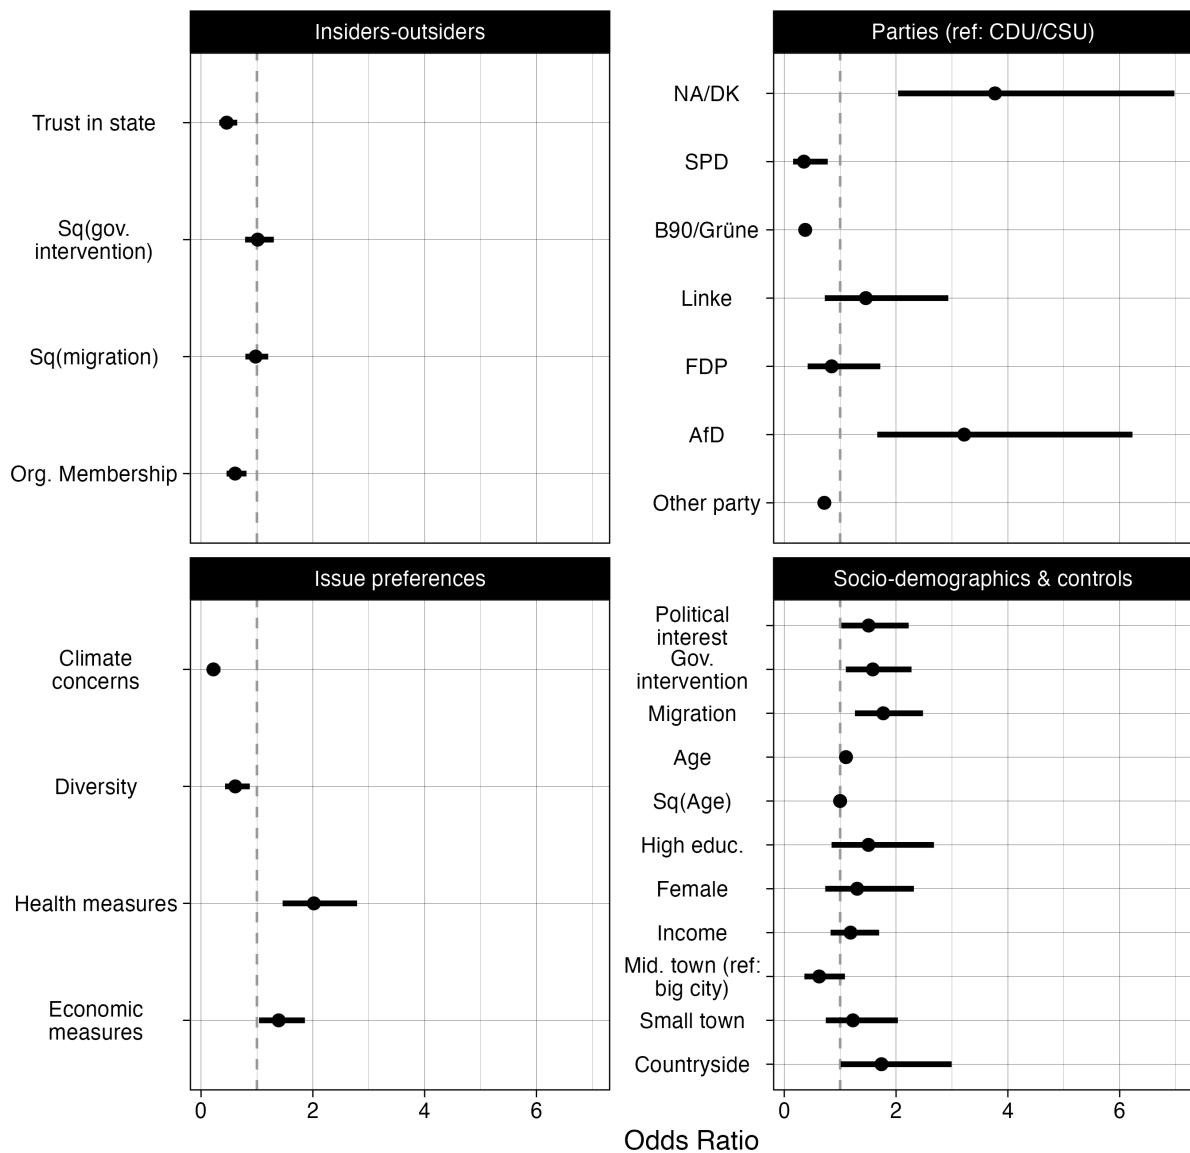 Insiders-outsiders
Trust in state
Sq(gov.
intervention)
Sq(migration)
Org. Membership
Parties (ref: CDU/CSU)
NA/DK
SPD
B90/Grüne
Linke
FDP
AfD
Other party
Issue preferences
Climate
concerns
Diversity
Health measures
Economic
measures
0 2 4 6
Socio-demographics & controls
Political
interest
Gov.
intervention
Migration
Age
Sq(Age)
High educ.
Female
Income
Mid. town (ref:
big city)
Small town
Countryside
0 2 4 6
Odds Ratio